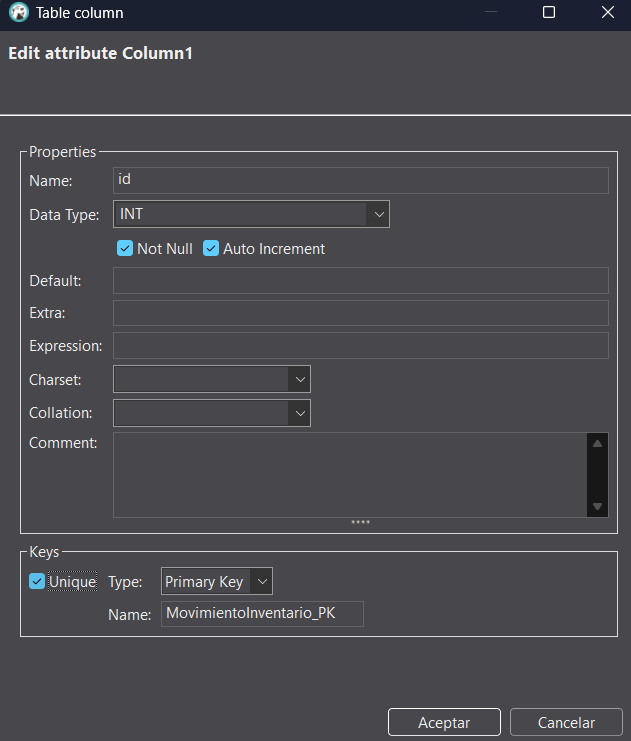 Table column
Edit attribute Column1
Properties
Name: id
Data Type: INT
Not Null Auto Increment
Default:
Extra:
Expression:
Charset:
Collation:
Comment:
Keys
Unique Type: Primary Key
Name: MovimientoInventario_PK
Aceptar Cancelar